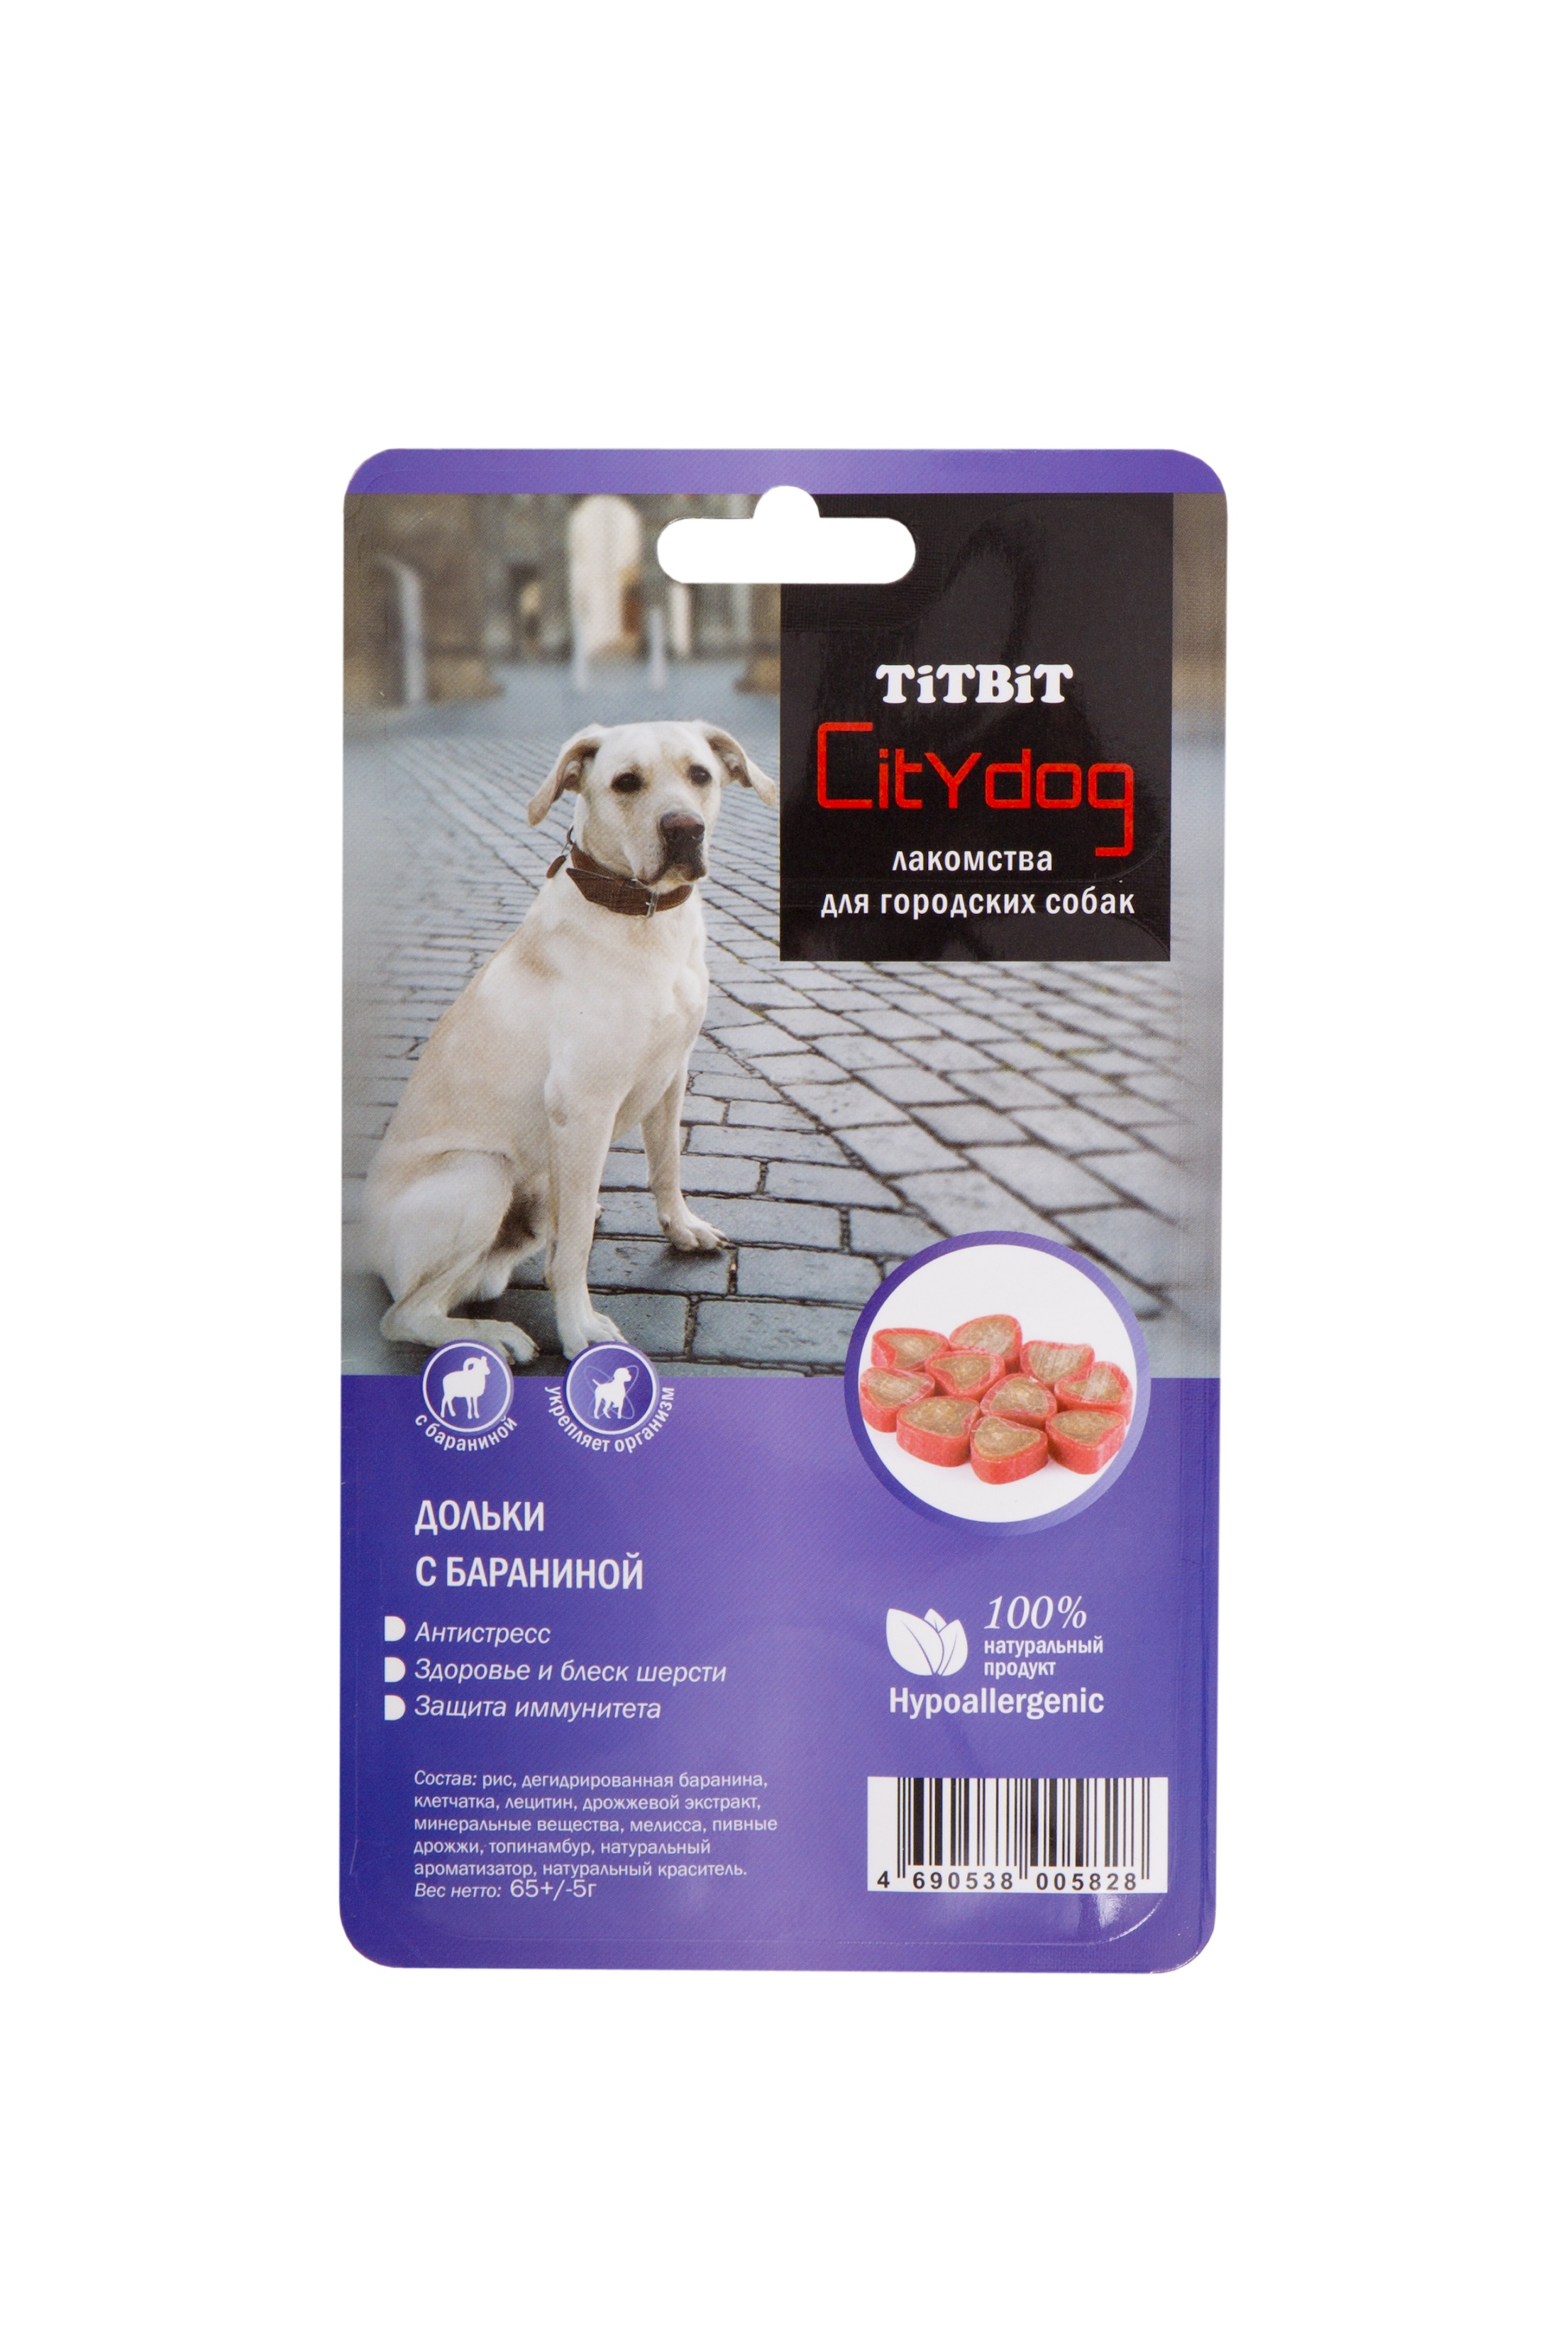 TiTBiT
Citydog
лакомства
для городских собак
с бараниной
укрепляет организм
ДОЛЬКИ
С БАРАНИНОЙ
Антистресс
Здоровье и блеск шерсти
Защита иммунитета
100%
натуральный
продукт
Hypoallergenic
Состав: рис, дегидрированная баранина,
клетчатка, лецитин, дрожжевой экстракт,
минеральные вещества, мелисса, пивные
дрожжи, топинамбур, натуральный
ароматизатор, натуральный краситель.
Вес нетто: 65+/-5г
4 690538 005828